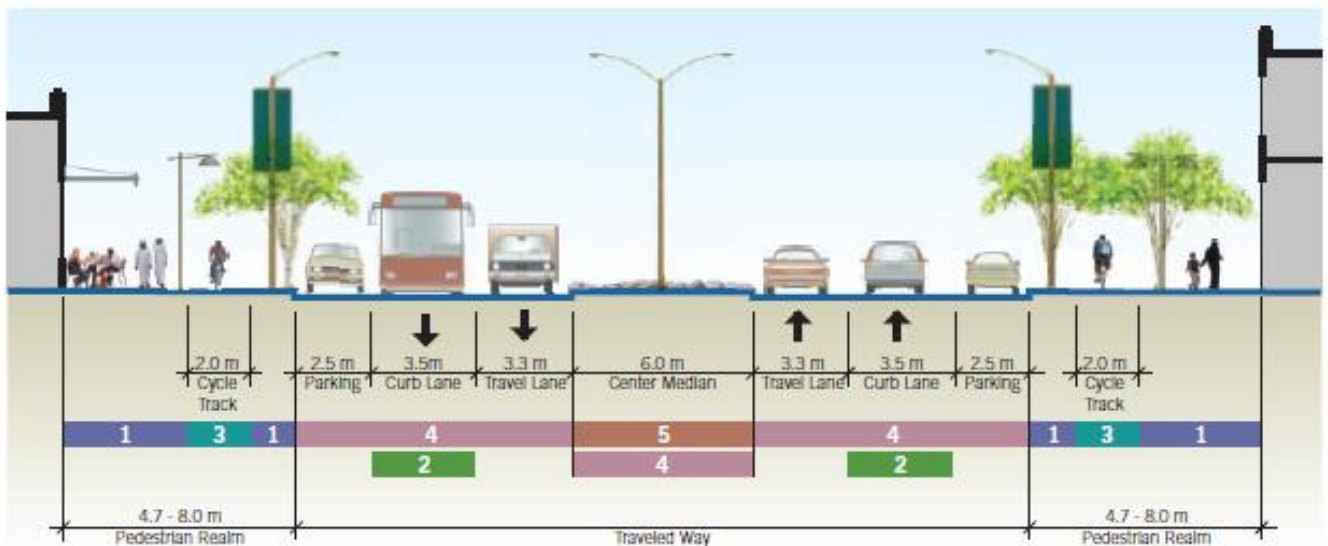 2.0 m 2.5 m 3.5m 3.3 m 6.0 m 3.3 m 3.5 m 2.5 m 2.0 m
Cycle Parking Curb Lane Travel Lane Center Median Travel Lane Curb Lane Parking Cycle
Track Track
1 3 1 4 5 4 1 3 1
2 4 2
4.7 - 8.0 m 4.7 - 8.0 m
Pedestrian Realm Traveled Way Pedestrian Realm